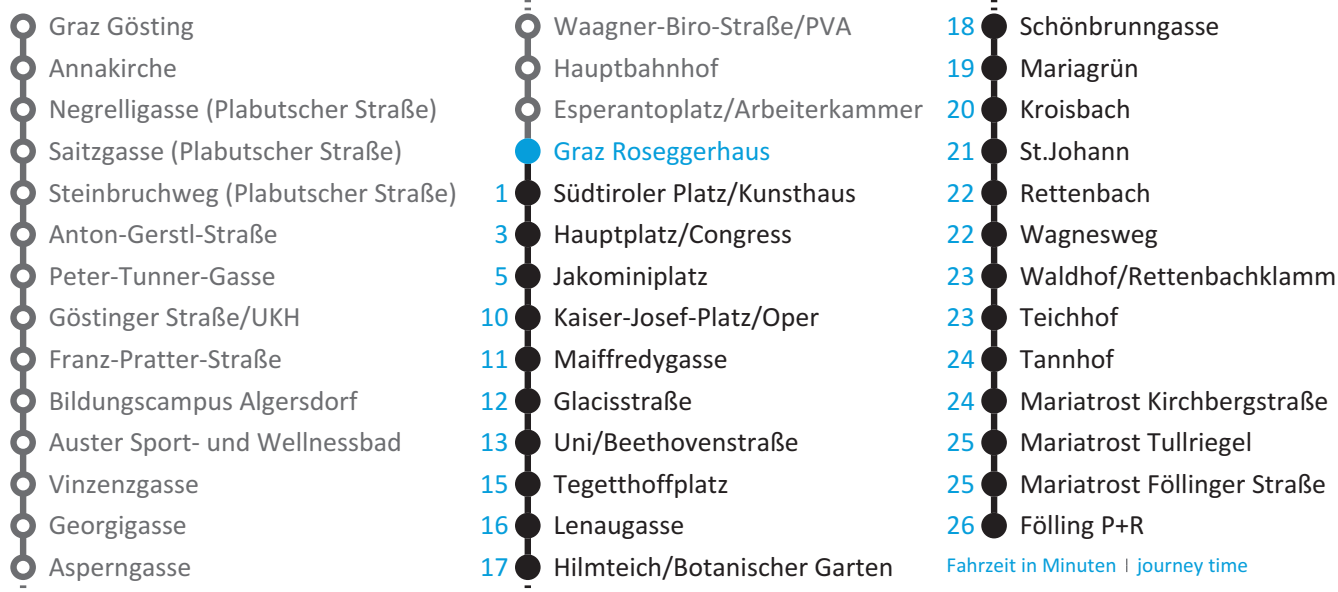 Graz Gösting
Annakirche
Negrelligasse (Plabutscher Straße)
Saitzgasse (Plabutscher Straße)
Steinbruchweg (Plabutscher Straße)
Anton-Gerstl-Straße
Peter-Tunner-Gasse
Göstinger Straße/UKH
Franz-Pratter-Straße
Bildungscampus Algersdorf
Auster Sport- und Wellnessbad
Vinzenzgasse
Georgigasse
Asperngasse
Waagner-Biro-Straße/PVA
Hauptbahnhof
Esperantoplatz/Arbeiterkammer
Graz Roseggerhaus
1 Südtiroler Platz/Kunsthaus
3 Hauptplatz/Congress
5 Jakominiplatz
10 Kaiser-Josef-Platz/Oper
11 Maiffredygasse
12 Glacisstraße
13 Uni/Beethovenstraße
15 Tegetthoffplatz
16 Lenaugasse
17 Hilmteich/Botanischer Garten
18 Schönbrunngasse
19 Mariagrün
20 Kroisbach
21 St.Johann
22 Rettenbach
22 Wagnesweg
23 Waldhof/Rettenbachklamm
23 Teichhof
24 Tannhof
24 Mariatrost Kirchbergstraße
25 Mariatrost Tullriegel
25 Mariatrost Föllinger Straße
26 Fölling P+R
Fahrzeit in Minuten | journey time